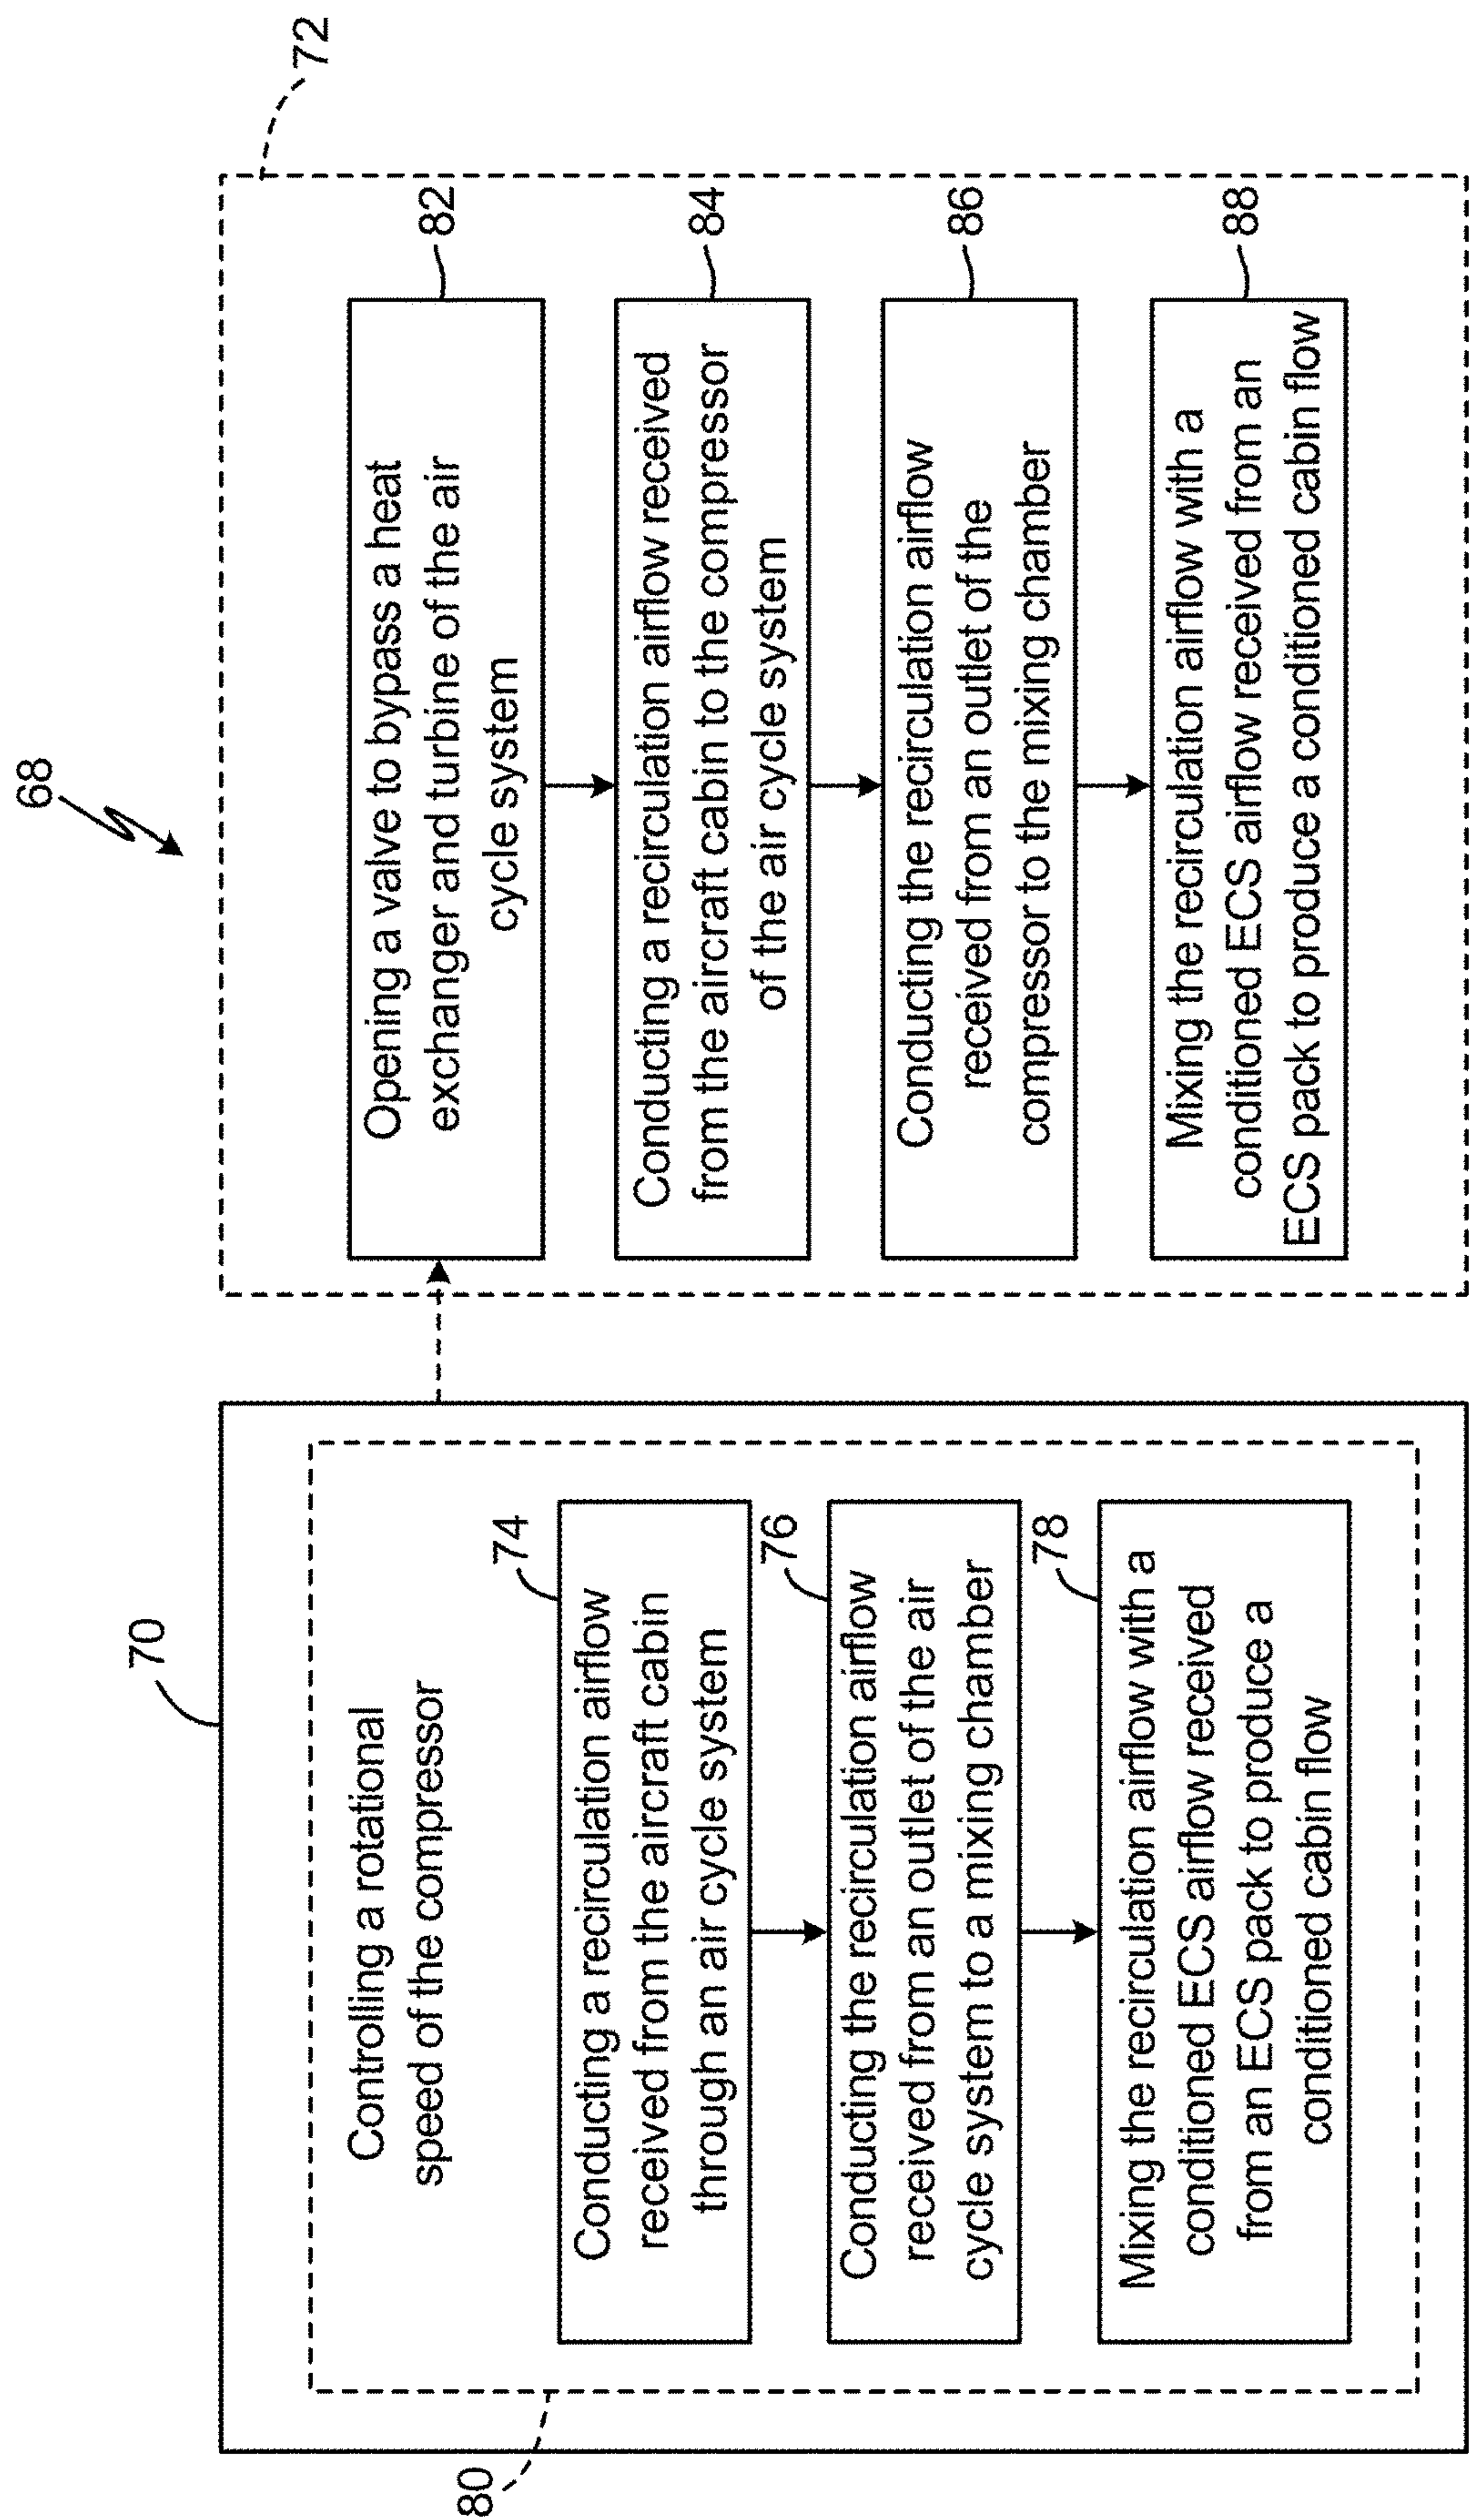 68
70
80
Controlling a rotational
speed of the compressor
74
Conducting a recirculation airflow
received from the aircraft cabin
through an air cycle system
76
Conducting the recirculation airflow
received from an outlet of the air
cycle system to a mixing chamber
78
Mixing the recirculation airflow with a
conditioned ECS airflow received
from an ECS pack to produce a
conditioned cabin flow
72
82
Opening a valve to bypass a heat
exchanger and turbine of the air
cycle system
84
Conducting a recirculation airflow received
from the aircraft cabin to the compressor
of the air cycle system
86
Conducting the recirculation airflow
received from an outlet of the
compressor to the mixing chamber
88
Mixing the recirculation airflow with a
conditioned ECS airflow received from an
ECS pack to produce a conditioned cabin flow